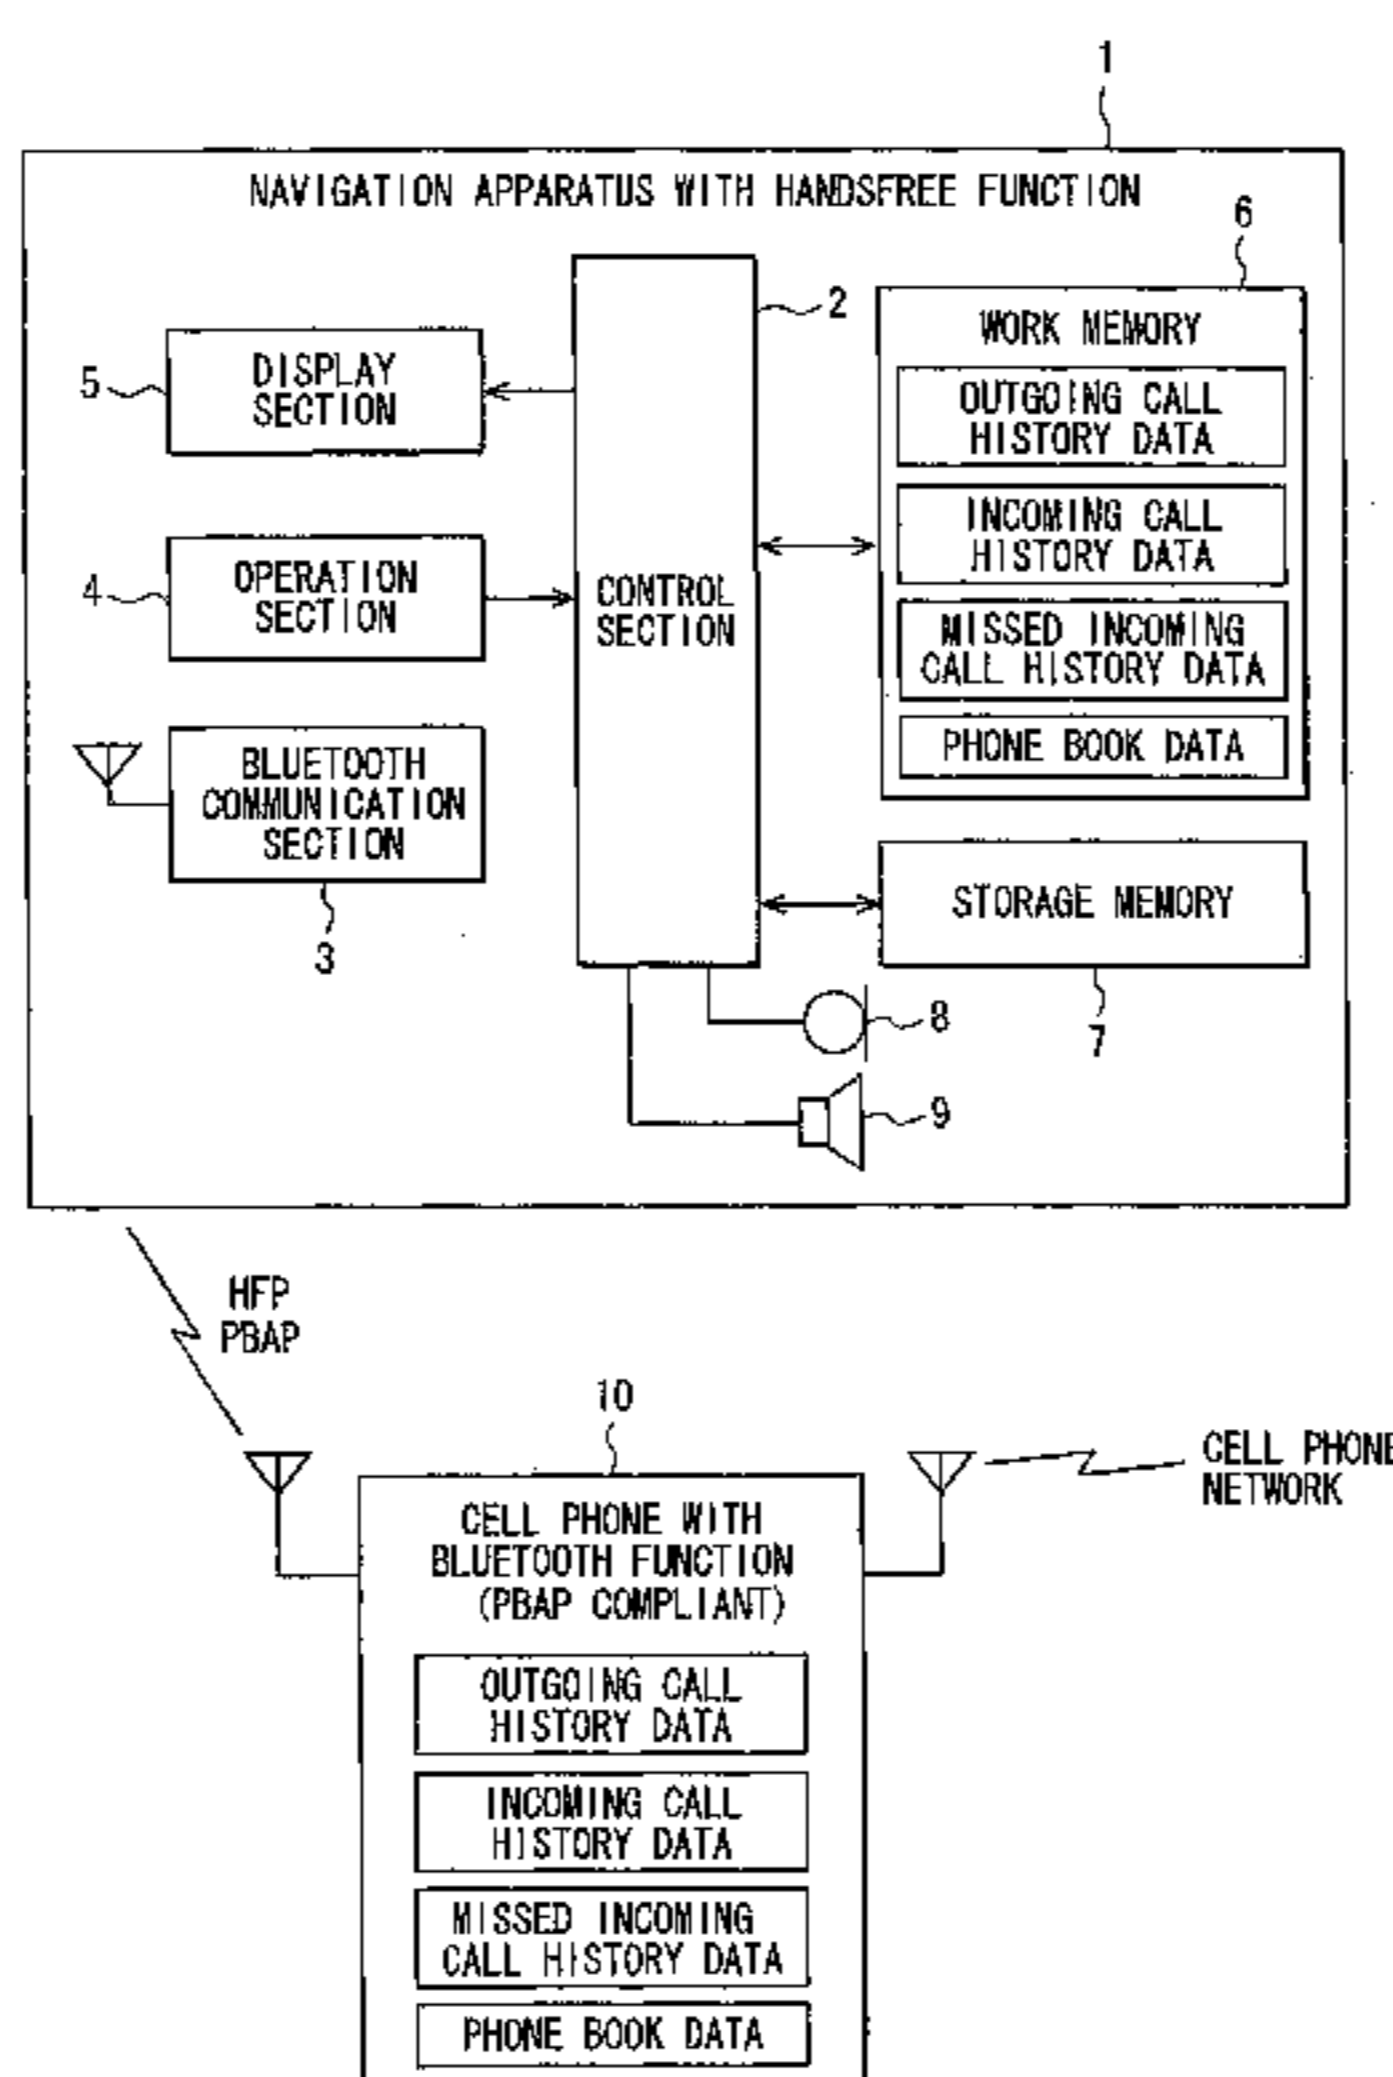 1
NAVIGATION APPARATUS WITH HANDSFREE FUNCTION
6
2
WORK MEMORY
5
DISPLAY
SECTION
OUTGOING CALL
HISTORY DATA
INCOMING CALL
HISTORY DATA
4
OPERATION
SECTION
CONTROL
SECTION
MISSED INCOMING
CALL HISTORY DATA
PHONE BOOK DATA
BLUETOOTH
COMMUNICATION
SECTION
3
STORAGE MEMORY
7
8
9
HFP
PBAP
10
CELL PHONE
NETWORK
CELL PHONE WITH
BLUETOOTH FUNCTION
(PBAP COMPLIANT)
OUTGOING CALL
HISTORY DATA
INCOMING CALL
HISTORY DATA
MISSED INCOMING
CALL HISTORY DATA
PHONE BOOK DATA